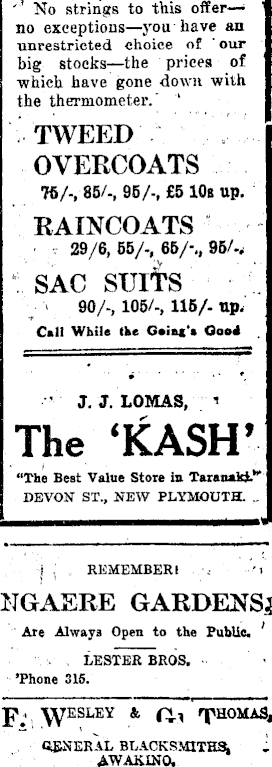 No strings to this offer—
no exceptions—you have an
unrestricted choice of our
big stocks—the prices of
which have gone down with
the thermometer.
TWEED
OVERCOATS
75/-, 85/-, 95/-, £5 10s up.
RAINCOATS
29/6, 55/-, 65/-, 95/-.
SAC SUITS
90/-, 105/-, 115/- up.
Call While the Going's Good
J. J. LOMAS,
The 'KASH'
"The Best Value Store in Taranaki."
DEVON ST., NEW PLYMOUTH.
REMEMBER!
NGAERE GARDENS
Are Always Open to the Public.
LESTER BROS.
'Phone 315.
F. WESLEY & G. THOMAS,
GENERAL BLACKSMITHS,
AWAKINO.